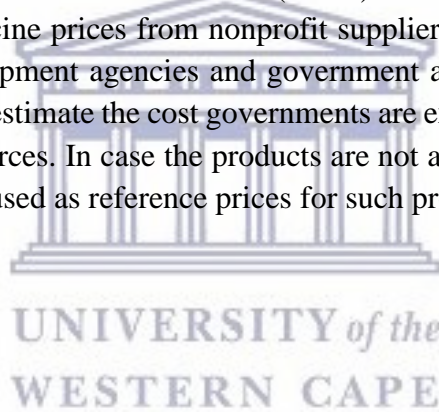 cine prices from nonprofit supplier
pment agencies and government a
estimate the cost governments are e
rces. In case the products are not a
used as reference prices for such pr
UNIVERSITY of the
WESTERN CAPE